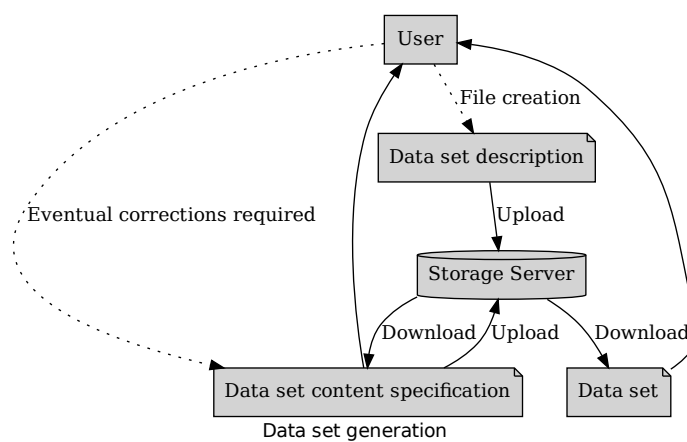 User
File creation
Data set description
Eventual corrections required
Upload
Storage Server
Download
Upload
Download
Data set content specification
Data set
Data set generation